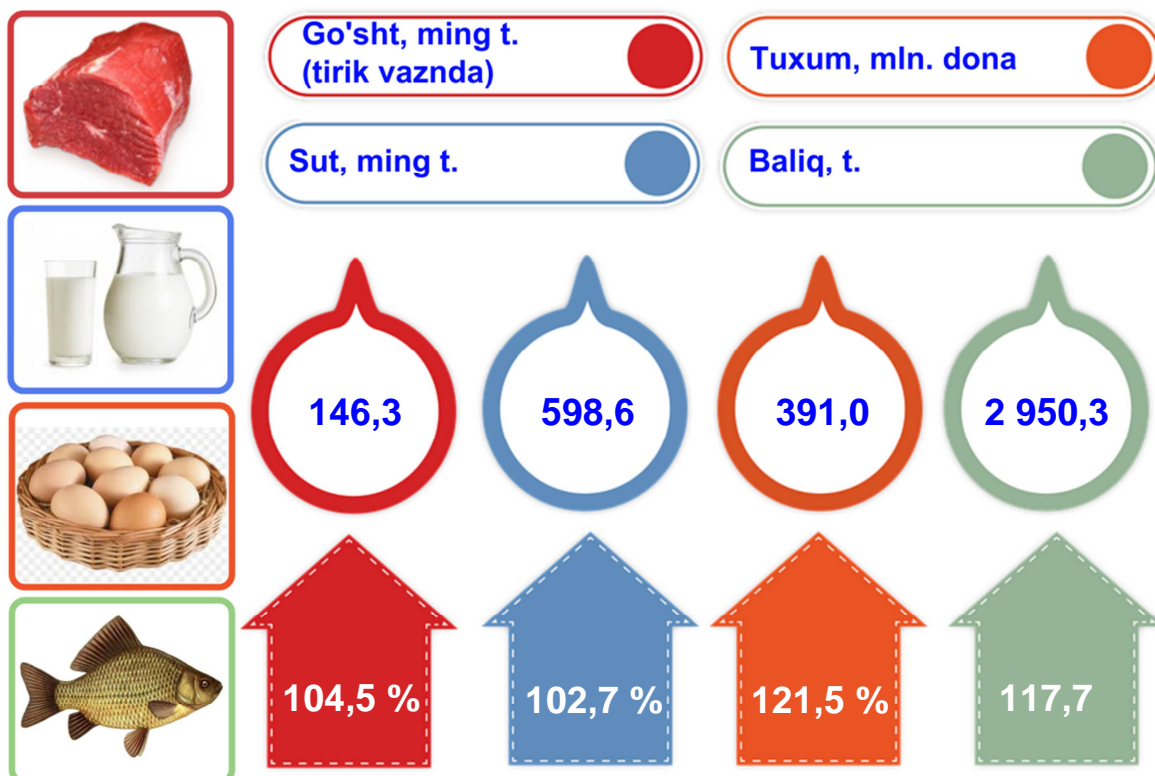 Go'sht, ming t.
(tirik vaznda)
Tuxum, mln. dona
Sut, ming t.
Baliq, t.
146,3
598,6
391,0
2 950,3
104,5 %
102,7 %
121,5 %
117,7